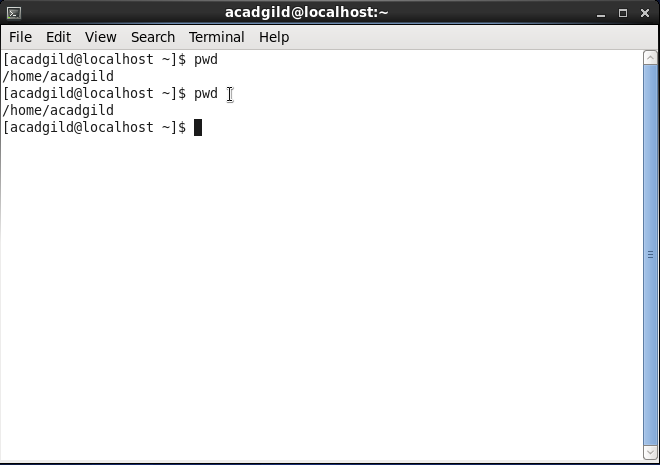 acadgild@localhost:~
File Edit View Search Terminal Help
[acadgild@localhost ~]$ pwd
/home/acadgild
[acadgild@localhost ~]$ pwd
/home/acadgild
[acadgild@localhost ~]$